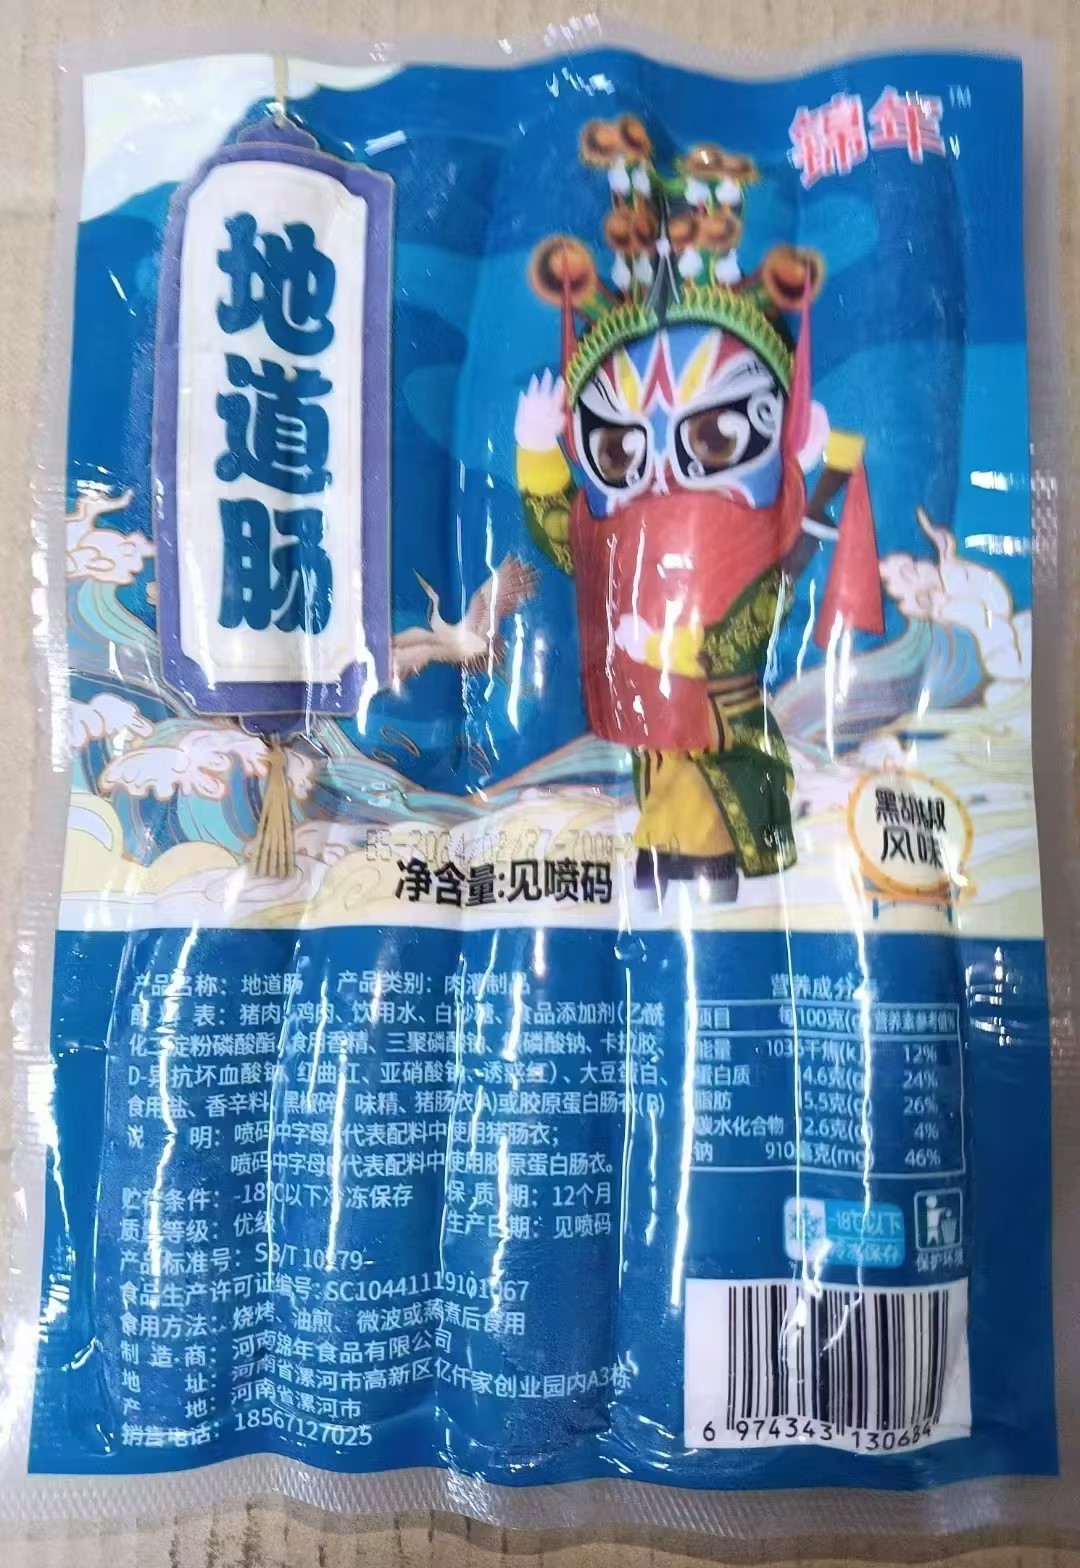 锦年
TM
地道肠
黑胡椒
风味
净含量:见喷码
产品名称: 地道肠 产品类别: 肉灌制品
配 表: 猪肉、鸡肉、饮用水、白砂糖、食品添加剂(乙酰
化二淀粉磷酸酯、食用香精、三聚磷酸钠、磷酸钠、卡拉胶、
D-异抗坏血酸钠、红曲红、亚硝酸钠、诱惑红)、大豆蛋白、
食用盐、香辛料 黑椒碎 味精、猪肠衣(A)或胶原蛋白肠衣(B)
说 明: 喷码中字母 代表配料中使用猪肠衣;
喷码中字母 代表配料中使用胶原蛋白肠衣。
贮存条件: -18℃以下冷冻保存 保 质 期: 12个月
质量等级: 优级 生产日期: 见喷码
产品标准号: SB/T 10379-
食品生产许可证编号: SC10441119101667
食用方法: 烧烤、油煎、微波或蒸煮后食用
制 造 商: 河南锦年食品有限公司
地 址: 河南省漯河市高新区亿仟家创业园内A3栋
产 地: 河南省漯河市
销售电话: 18567127025
营养成分
项目 每100克(g) 营养素参考值%
能量 千焦(kJ) 12%
蛋白质 4.6克(g) 24%
脂肪 5.5克(g) 26%
碳水化合物 2.6克(g) 4%
钠 910毫克(mg) 46%
-18℃以下
冷冻保存
保护环境
6 974343 130684